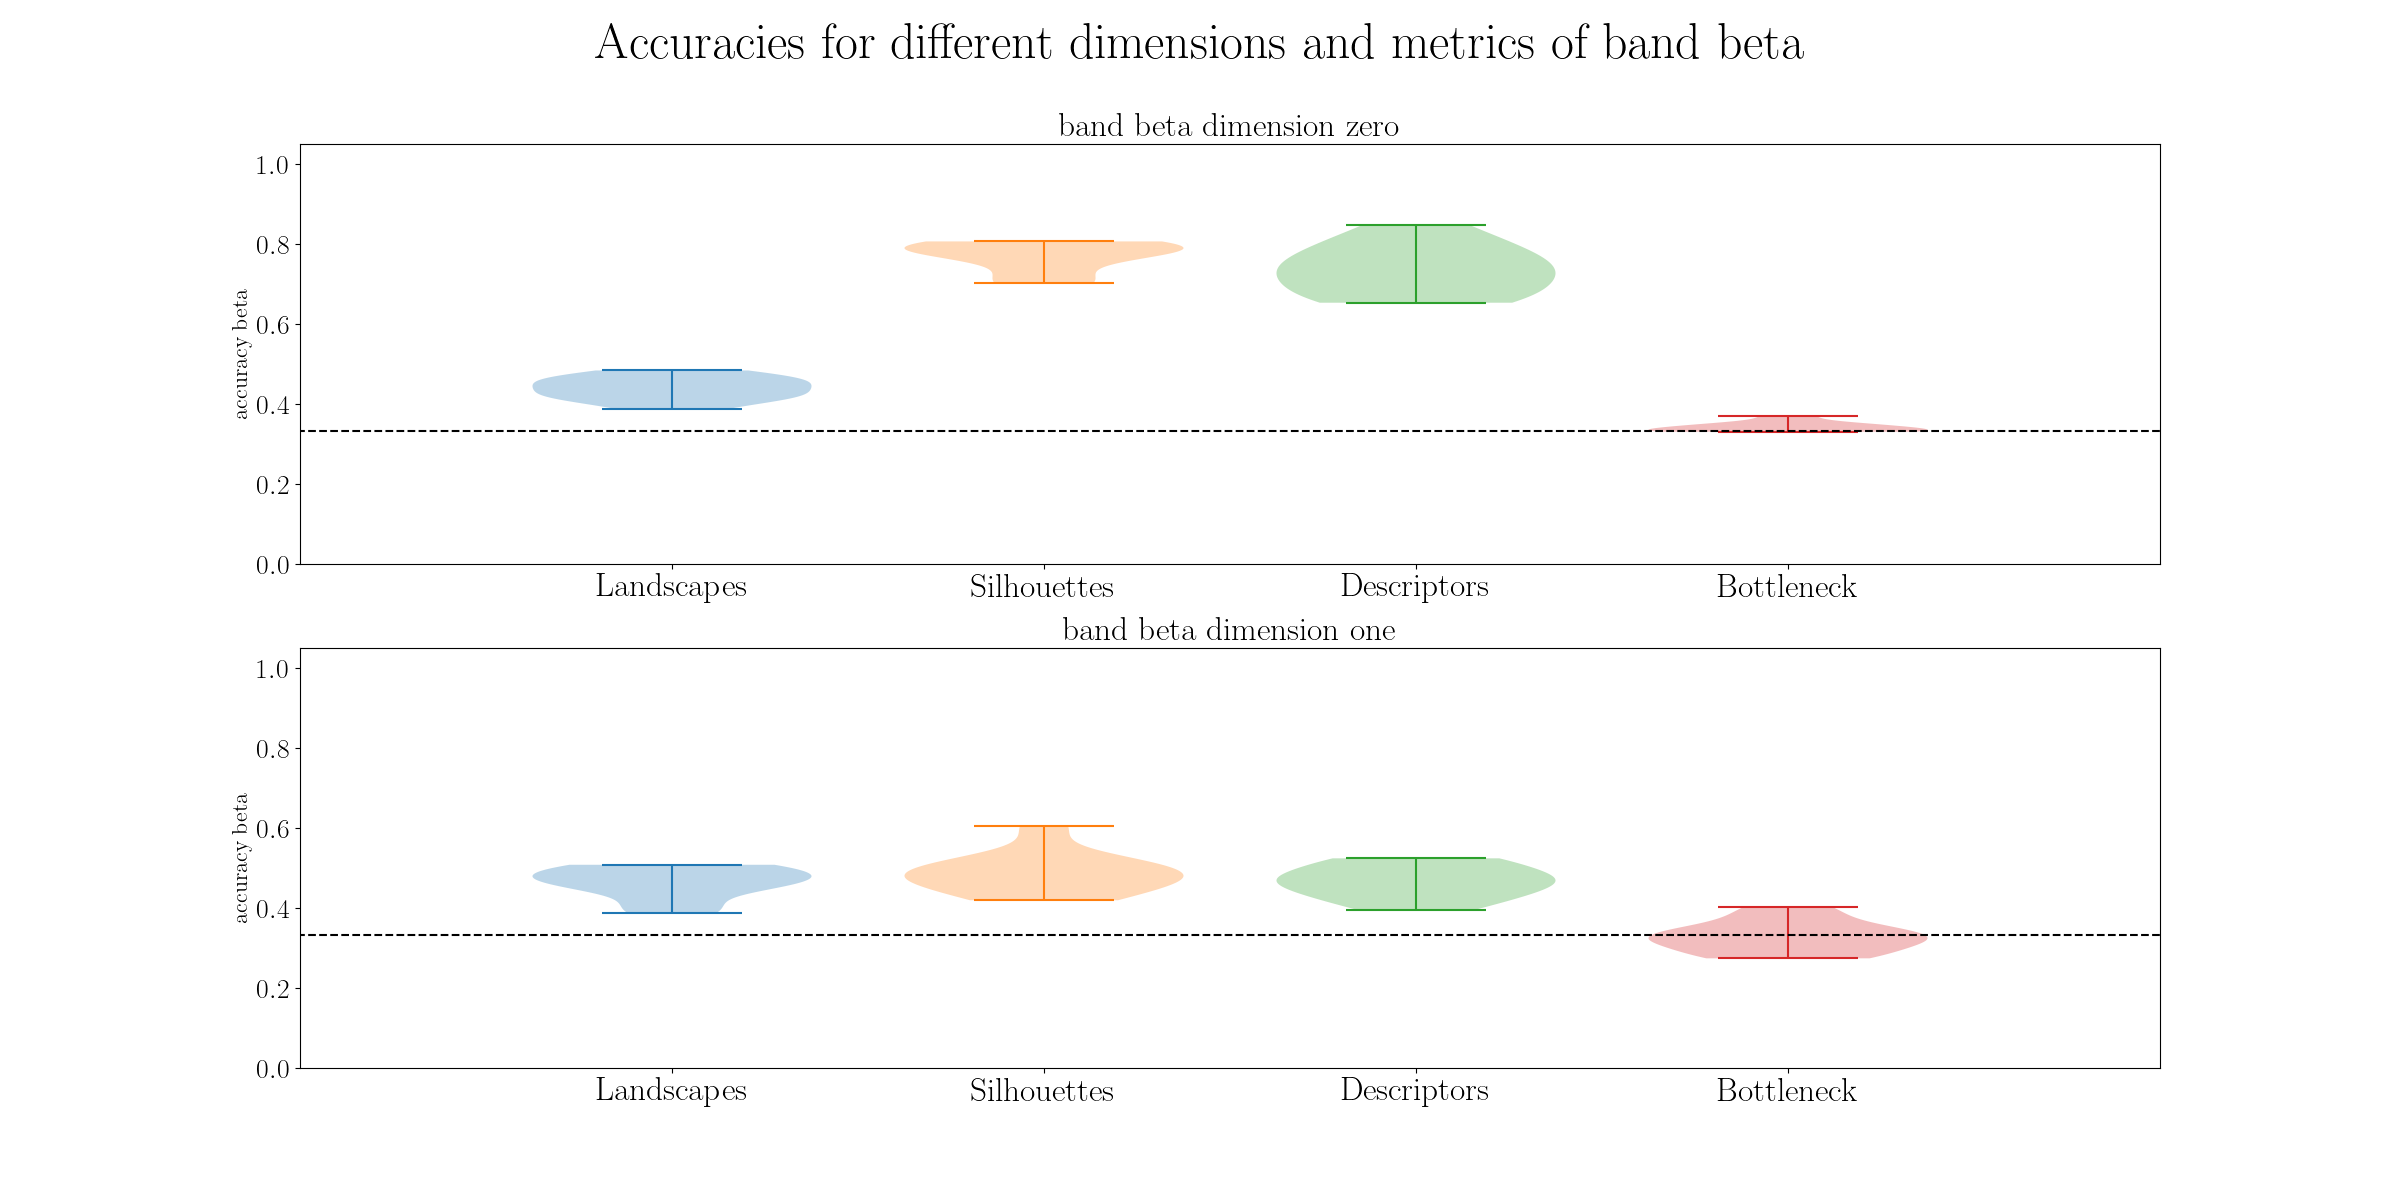 Accuracies for different dimensions and metrics of band beta
band beta dimension zero
1.0
0.8
0.6
0.4
0.2
0.0
accuracy beta
Landscapes Silhouettes Descriptors Bottleneck
band beta dimension one
1.0
0.8
0.6
0.4
0.2
0.0
accuracy beta
Landscapes Silhouettes Descriptors Bottleneck